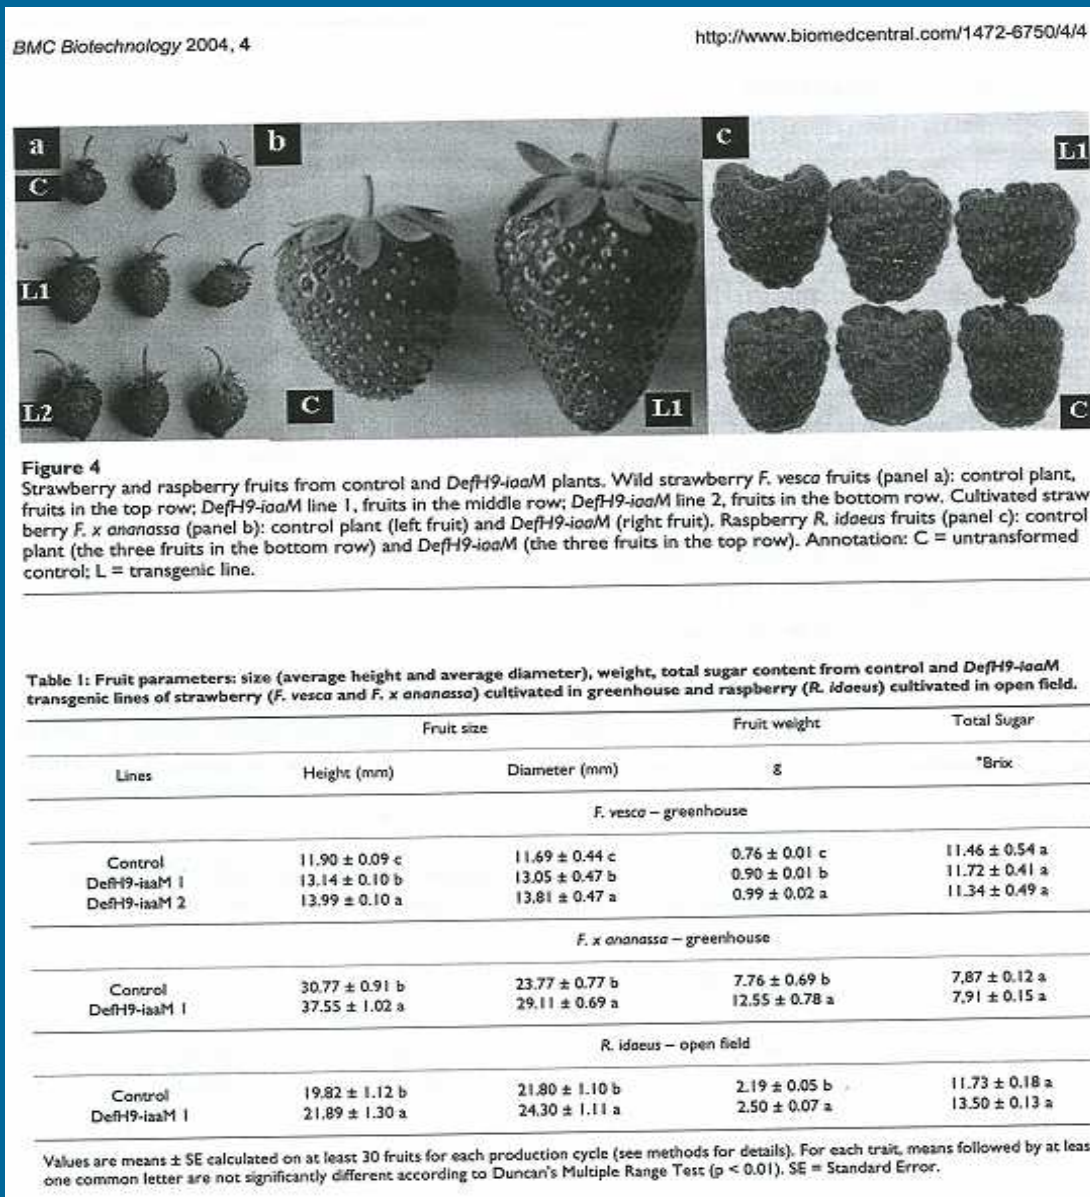 BMC Biotechnology 2004, 4
http://www.biomedcentral.com/1472-6750/4/4
a
C
L1
L2
b
C
L1
c
L1
C
Figure 4
Strawberry and raspberry fruits from control and DefH9-iaaM plants. Wild strawberry F. vesca fruits (panel a): control plant,
fruits in the top row; DefH9-iaaM line 1, fruits in the middle row; DefH9-iaaM line 2, fruits in the bottom row. Cultivated straw
berry F. x ananassa (panel b): control plant (left fruit) and DefH9-iaaM (right fruit). Raspberry R. idaeus fruits (panel c): control
plant (the three fruits in the bottom row) and DefH9-iaaM (the three fruits in the top row). Annotation: C = untransformed
control; L = transgenic line.
Table 1: Fruit parameters: size (average height and average diameter), weight, total sugar content from control and DefH9-iaaM
transgenic lines of strawberry (F. vesca and F. x ananassa) cultivated in greenhouse and raspberry (R. idaeus) cultivated in open field.
Fruit size Fruit weight Total Sugar
Lines Height (mm) Diameter (mm) g °Brix
F. vesca – greenhouse
Control 11.90 ± 0.09 c 11.69 ± 0.44 c 0.76 ± 0.01 c 11.46 ± 0.54 a
DefH9-iaaM 1 13.14 ± 0.10 b 13.05 ± 0.47 b 0.90 ± 0.01 b 11.72 ± 0.41 a
DefH9-iaaM 2 13.99 ± 0.10 a 13,81 ± 0.47 a 0.99 ± 0.02 a 11.34 ± 0.49 a
F. x ananassa – greenhouse
Control 30.77 ± 0.91 b 23.77 ± 0.77 b 7.76 ± 0.69 b 7,87 ± 0.12 a
DefH9-iaaM 1 37.55 ± 1.02 a 29.11 ± 0.69 a 12.55 ± 0.78 a 7,91 ± 0.15 a
R. idaeus – open field
Control 19.82 ± 1.12 b 21.80 ± 1.10 b 2.19 ± 0.05 b 11.73 ± 0.18 a
DefH9-iaaM 1 21,89 ± 1.30 a 24.30 ± 1.11 a 2.50 ± 0.07 a 13.50 ± 0.13 a
Values are means ± SE calculated on at least 30 fruits for each production cycle (see methods for details). For each trait, means followed by at leas
one common letter are not significantly different according to Duncan's Multiple Range Test (p < 0.01). SE = Standard Error.